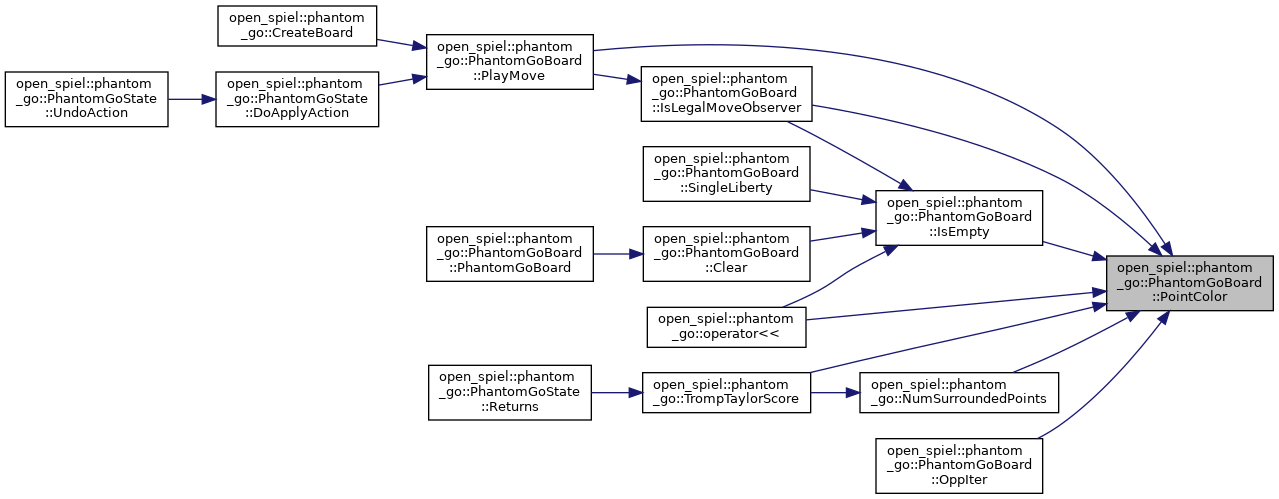 open_spiel::phantom
_go::CreateBoard
open_spiel::phantom
_go::PhantomGoBoard
::PlayMove
open_spiel::phantom
_go::PhantomGoState
::UndoAction
open_spiel::phantom
_go::PhantomGoState
::DoApplyAction
open_spiel::phantom
_go::PhantomGoBoard
::IsLegalMoveObserver
open_spiel::phantom
_go::PhantomGoBoard
::SingleLiberty
open_spiel::phantom
_go::PhantomGoBoard
::IsEmpty
open_spiel::phantom
_go::PhantomGoBoard
::PhantomGoBoard
open_spiel::phantom
_go::PhantomGoBoard
::Clear
open_spiel::phantom
_go::PhantomGoBoard
::PointColor
open_spiel::phantom
_go::operator<<
open_spiel::phantom
_go::PhantomGoState
::Returns
open_spiel::phantom
_go::TrompTaylorScore
open_spiel::phantom
_go::NumSurroundedPoints
open_spiel::phantom
_go::PhantomGoBoard
::OppIter